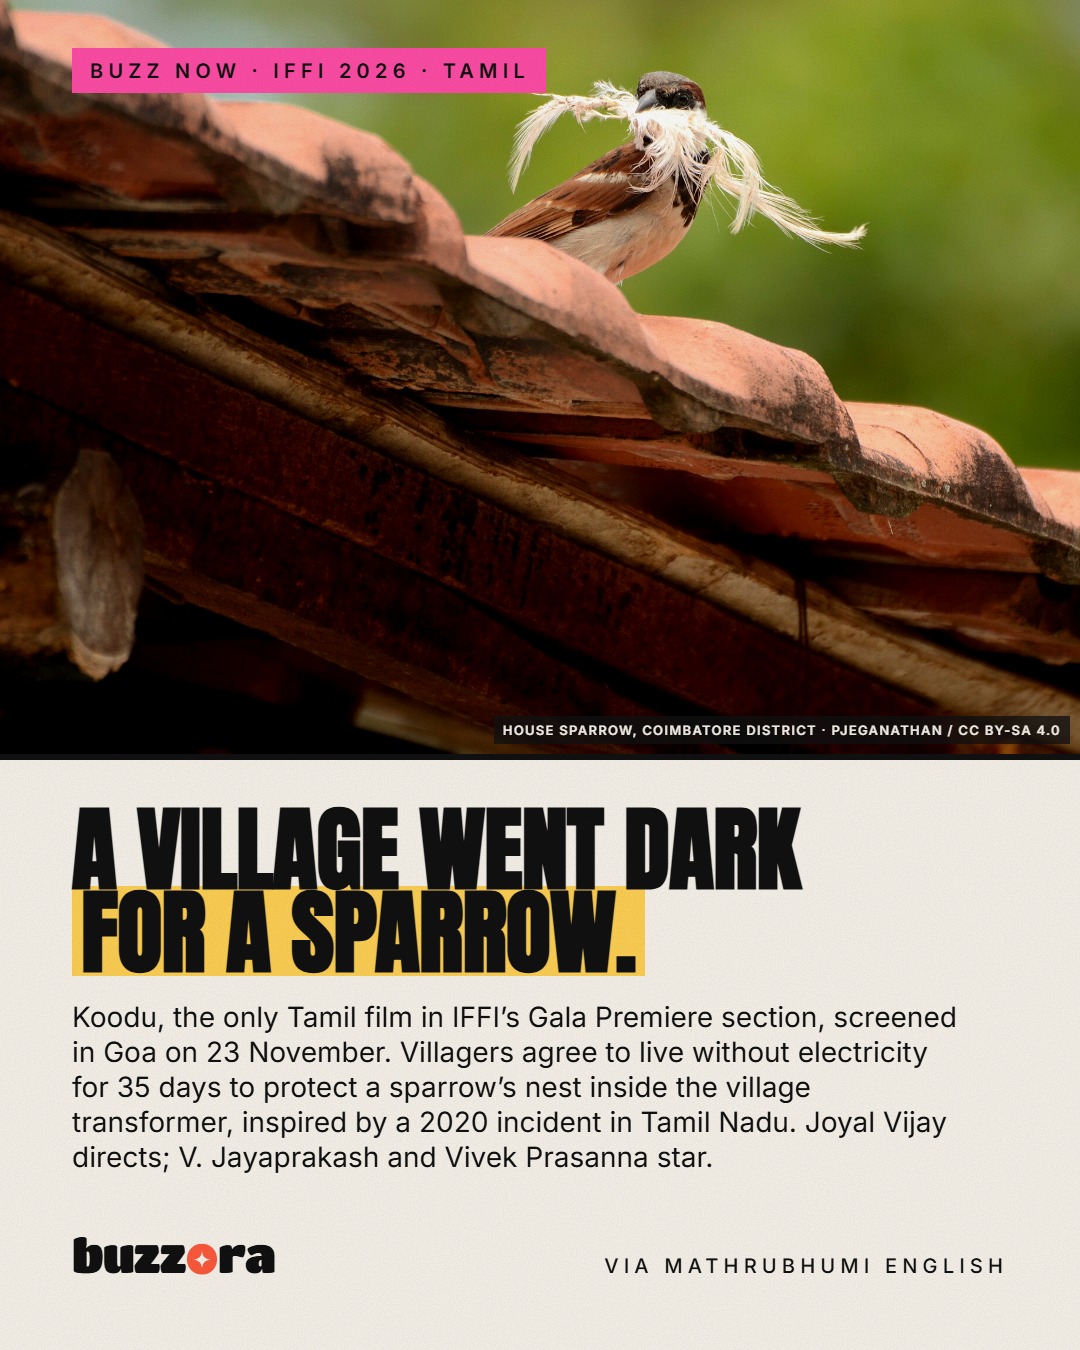 BUZZ NOW · IFFI 2026 · TAMIL
HOUSE SPARROW, COIMBATORE DISTRICT · PJEGANATHAN / CC BY-SA 4.0
A VILLAGE WENT DARK
FOR A SPARROW.
Koodu, the only Tamil film in IFFI’s Gala Premiere section, screened
in Goa on 23 November. Villagers agree to live without electricity
for 35 days to protect a sparrow’s nest inside the village
transformer, inspired by a 2020 incident in Tamil Nadu. Joyal Vijay
directs; V. Jayaprakash and Vivek Prasanna star.
buzzora
VIA MATHRUBHUMI ENGLISH